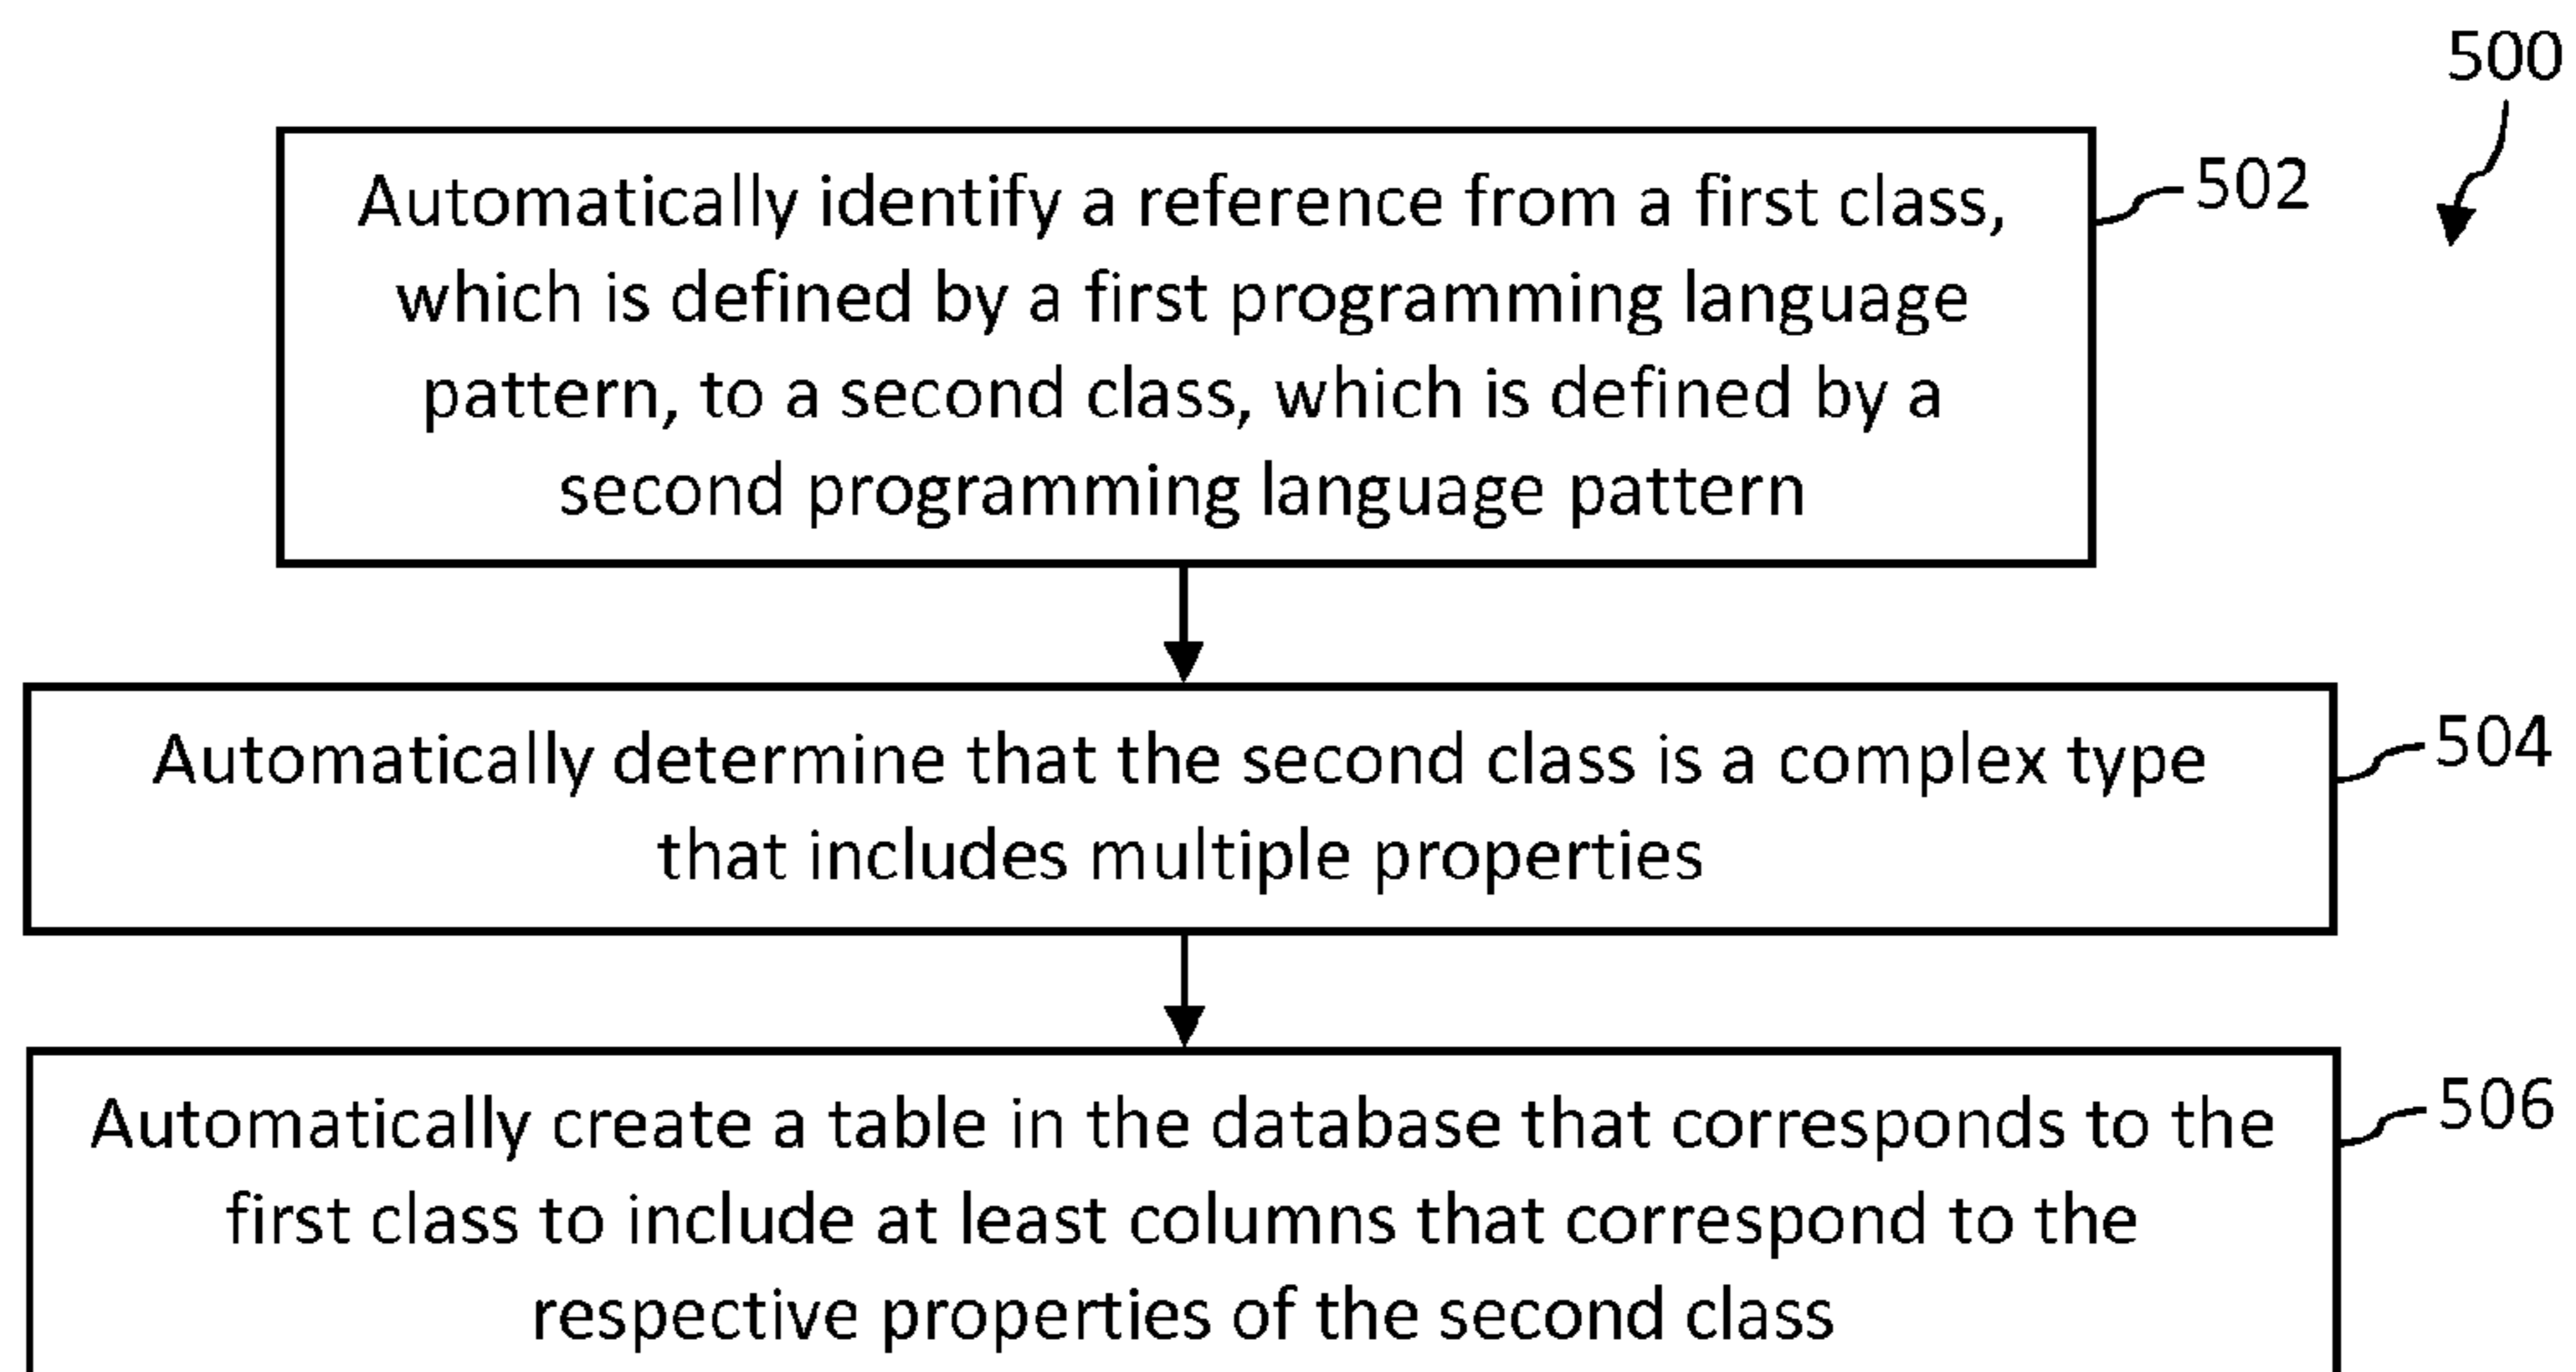 500
Automatically identify a reference from a first class,
which is defined by a first programming language
pattern, to a second class, which is defined by a
second programming language pattern
502
Automatically determine that the second class is a complex type
that includes multiple properties
504
Automatically create a table in the database that corresponds to the
first class to include at least columns that correspond to the
respective properties of the second class
506